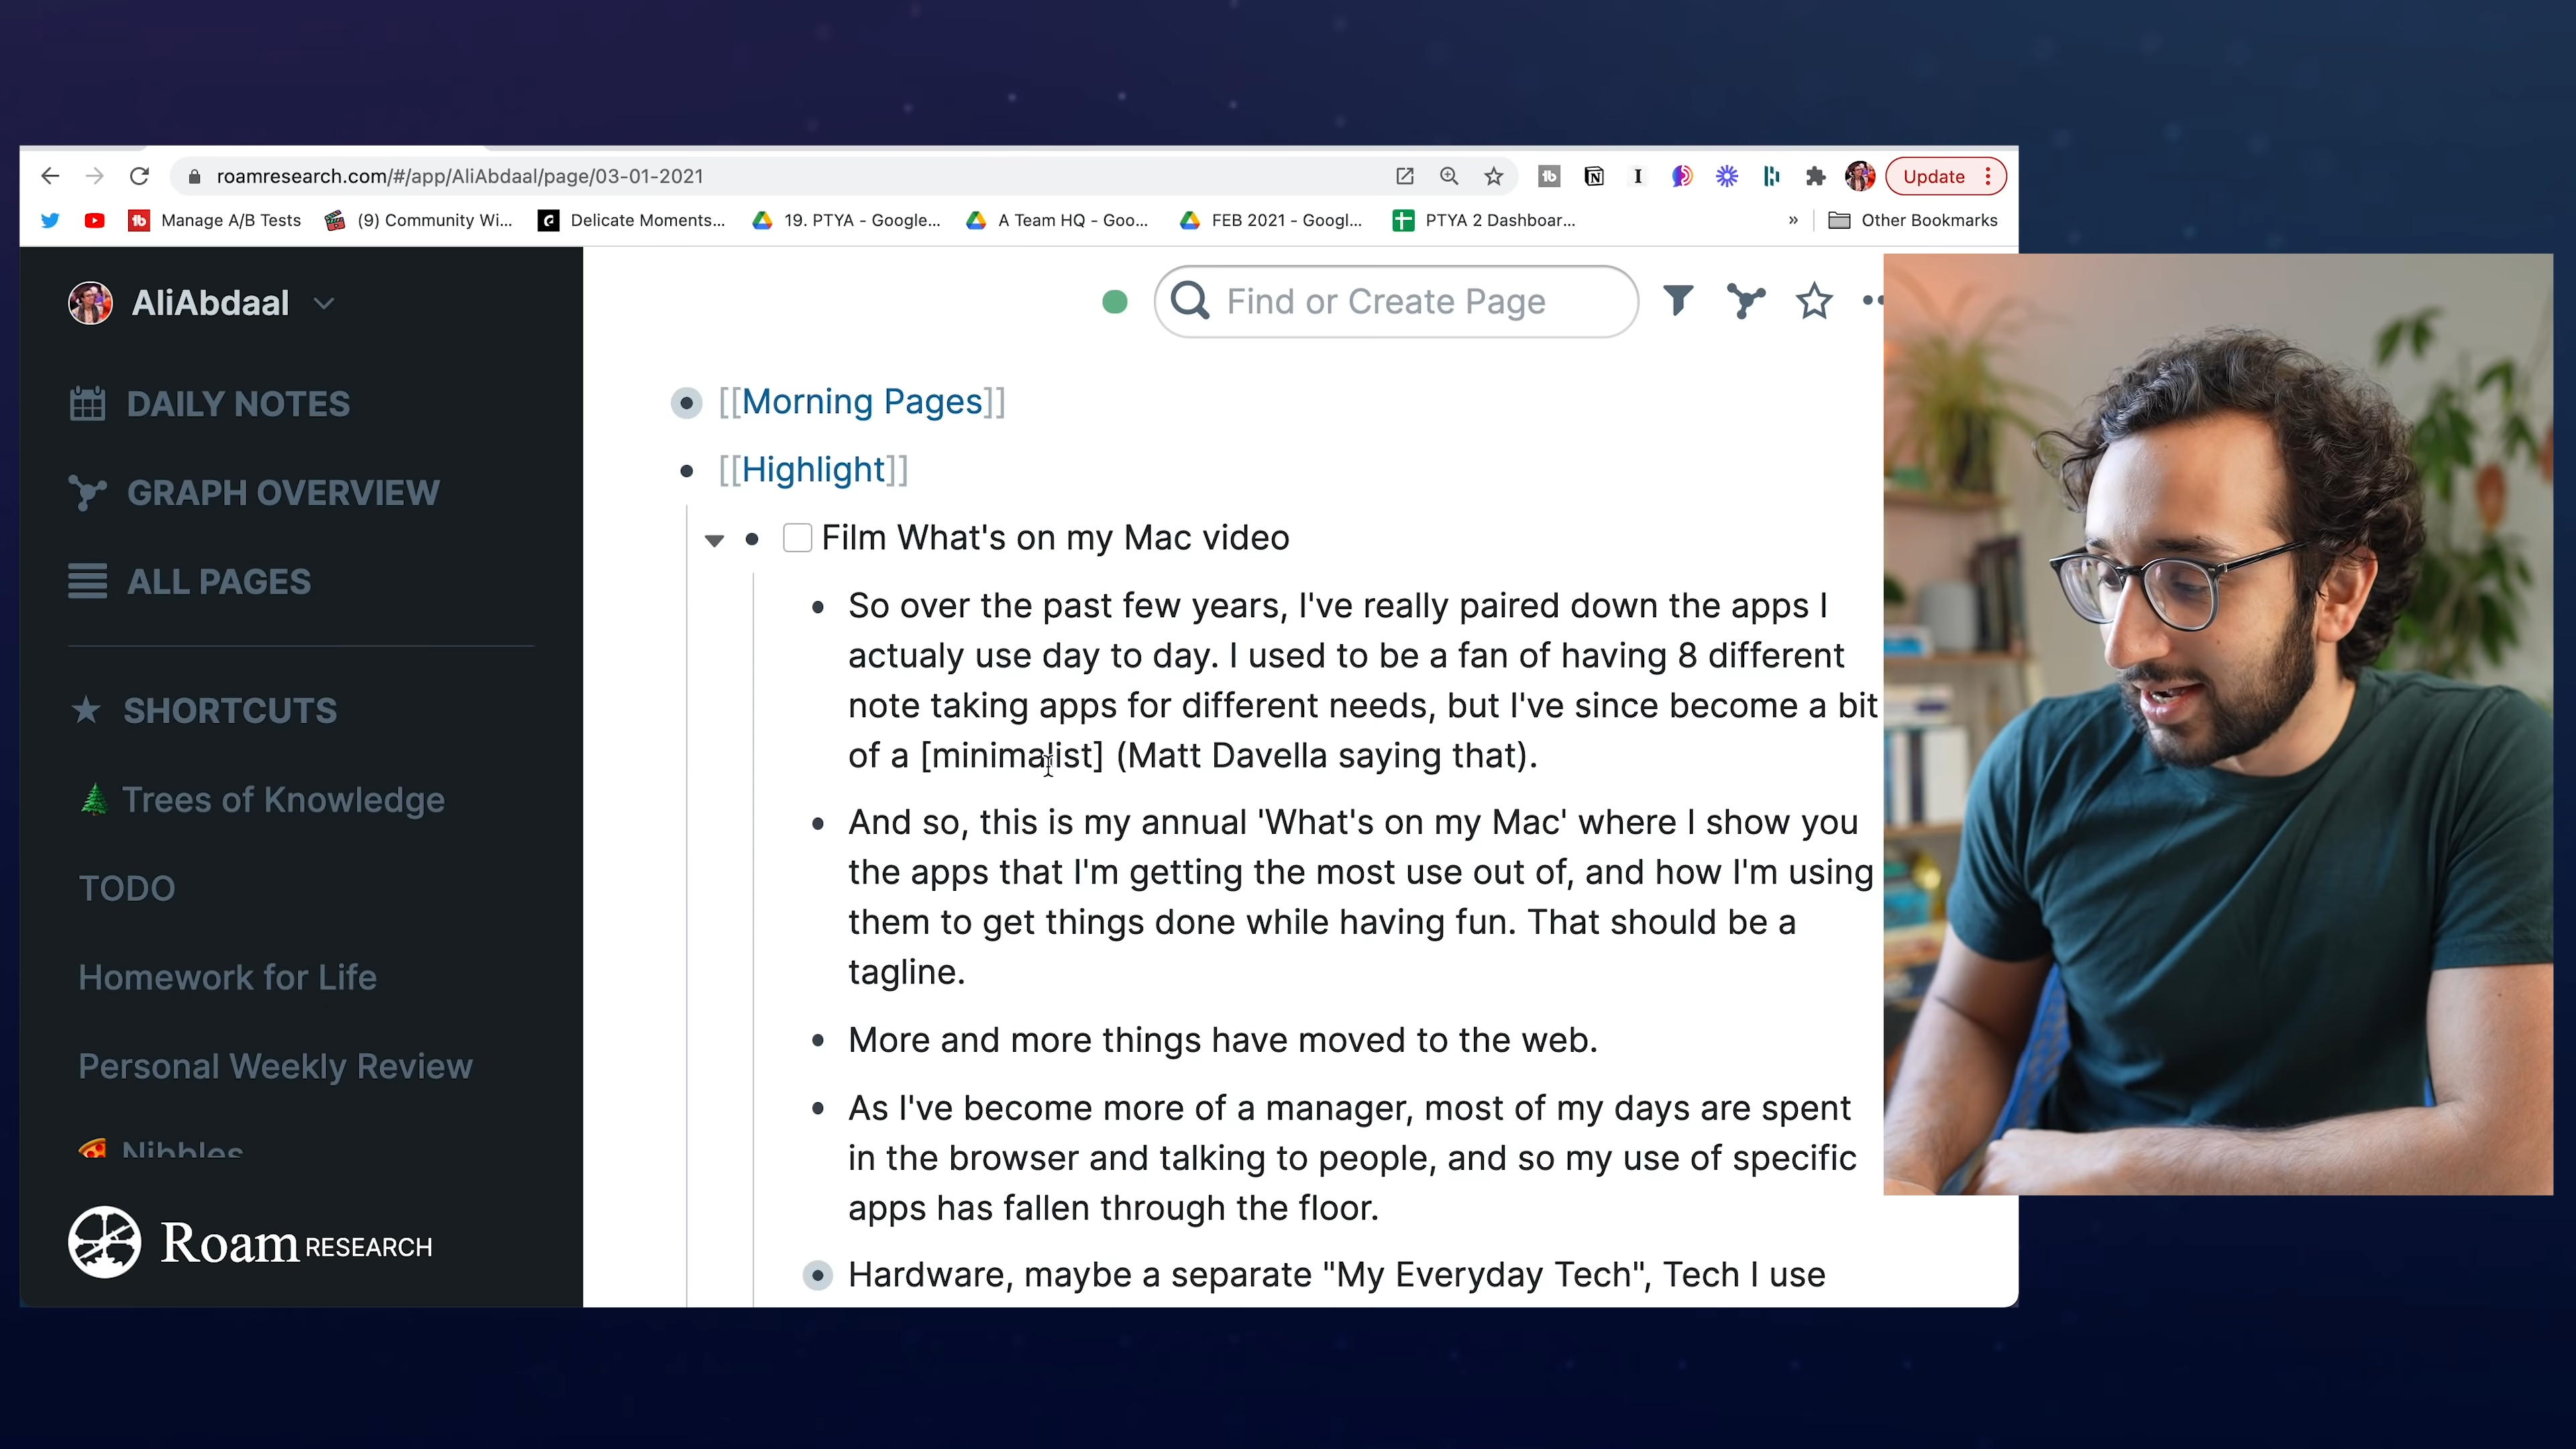 roamresearch.com/#/app/AliAbdaal/page/03-01-2021
Update
Manage A/B Tests
(9) Community Wi...
Delicate Moments...
19. PTYA - Google...
A Team HQ - Goo...
FEB 2021 - Googl...
PTYA 2 Dashboar...
»
Other Bookmarks
AliAbdaal
DAILY NOTES
GRAPH OVERVIEW
ALL PAGES
SHORTCUTS
Trees of Knowledge
TODO
Homework for Life
Personal Weekly Review
Nibbles
Roam RESEARCH
Find or Create Page
[[Morning Pages]]
[[Highlight]]
Film What's on my Mac video
So over the past few years, I've really paired down the apps I
actualy use day to day. I used to be a fan of having 8 different
note taking apps for different needs, but I've since become a bit
of a [minimalist] (Matt Davella saying that).
And so, this is my annual 'What's on my Mac' where I show you
the apps that I'm getting the most use out of, and how I'm using
them to get things done while having fun. That should be a
tagline.
More and more things have moved to the web.
As I've become more of a manager, most of my days are spent
in the browser and talking to people, and so my use of specific
apps has fallen through the floor.
Hardware, maybe a separate "My Everyday Tech", Tech I use